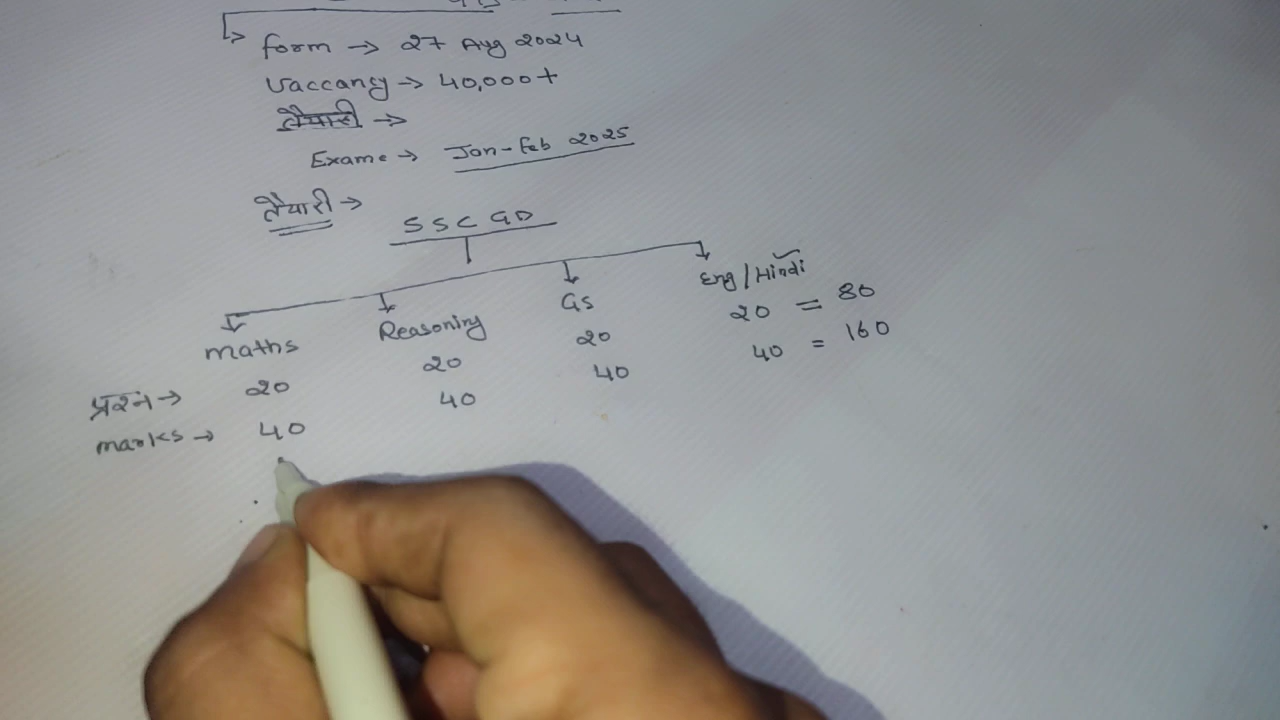 form → 27 Aug 2024
Vaccancy → 40,000+
तैयारी →
Exame → Jan-Feb 2025
तैयारी →
SSC GD
maths Reasoning GS Eng/Hindi
प्रश्न → 20 20 20 20 = 80
marks → 40 40 40 40 = 160